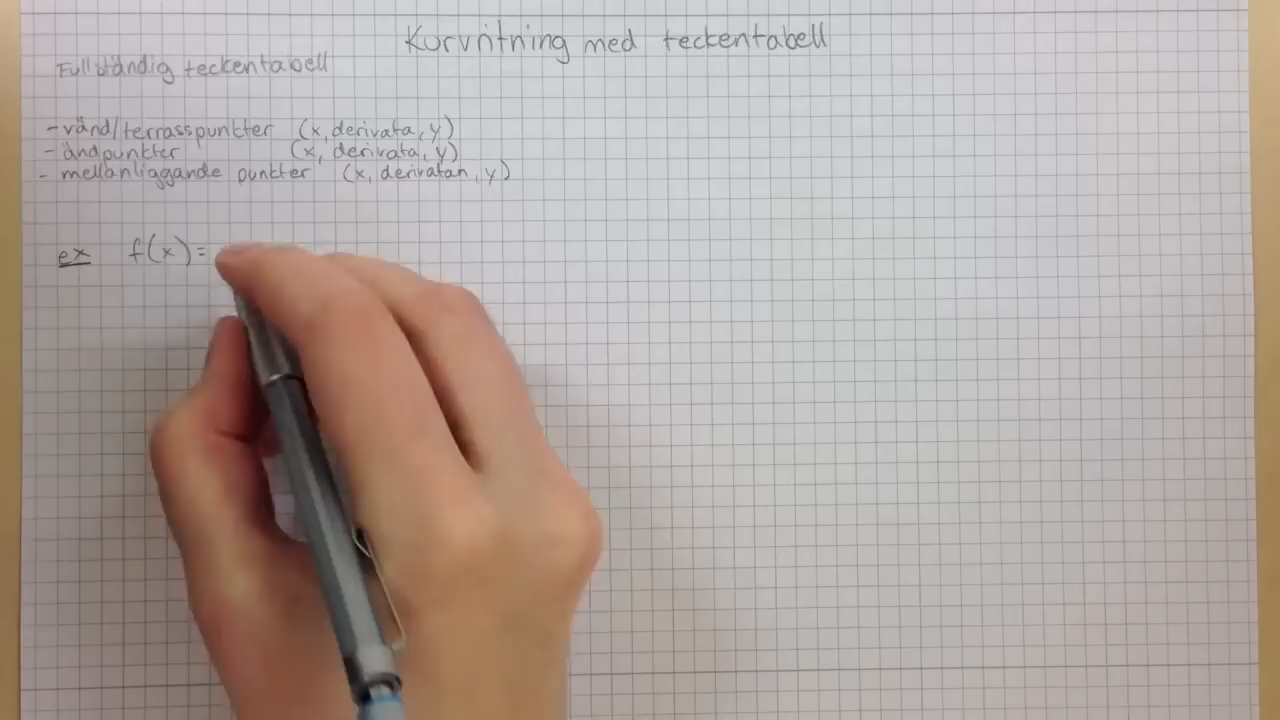 Kurvritning med teckentabell
Fullständig teckentabell
- vänd/terrasspunkter (x, derivata, y)
- ändpunkter (x, derivata, y)
- mellanliggande punkter (x, derivatan, y)
ex f(x)=